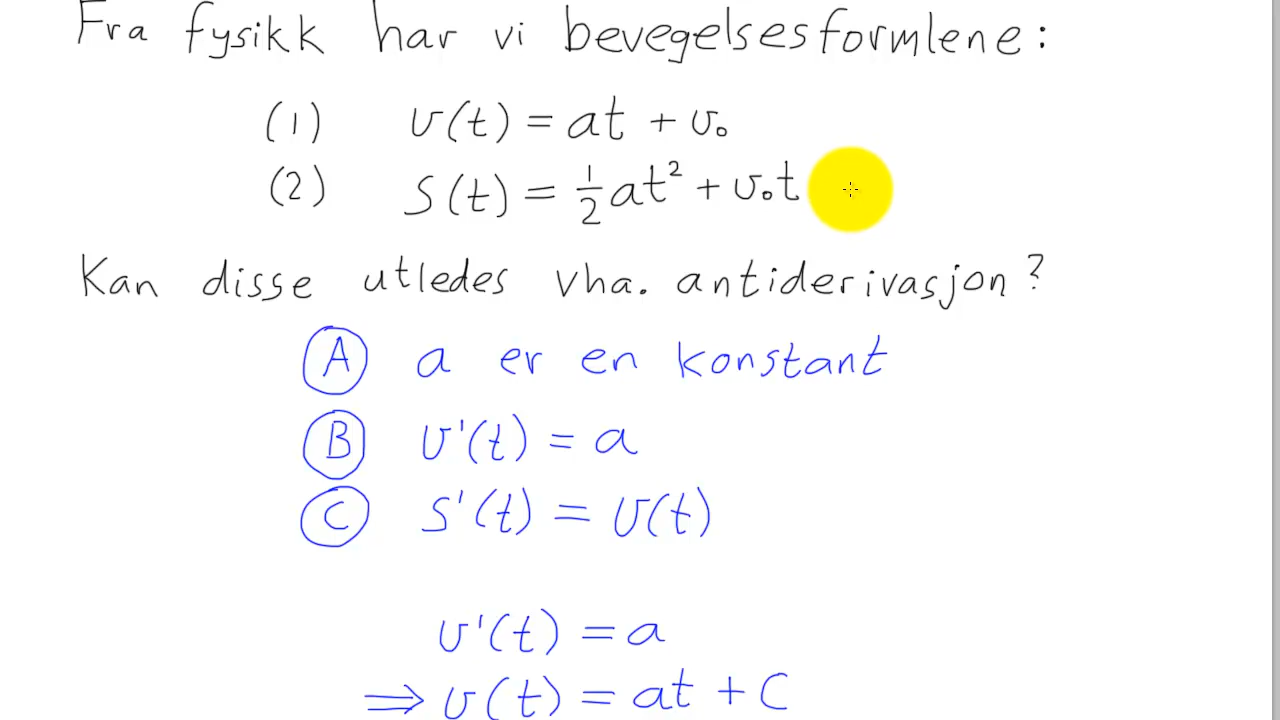 Fra fysikk har vi bevegelsesformlene:
(1) v(t) = at + v₀
(2) s(t) = ½at² + v₀t
Kan disse utledes vha. antiderivasjon?
A a er en konstant
B v'(t) = a
C s'(t) = v(t)
v'(t) = a
⇒ v(t) = at + C